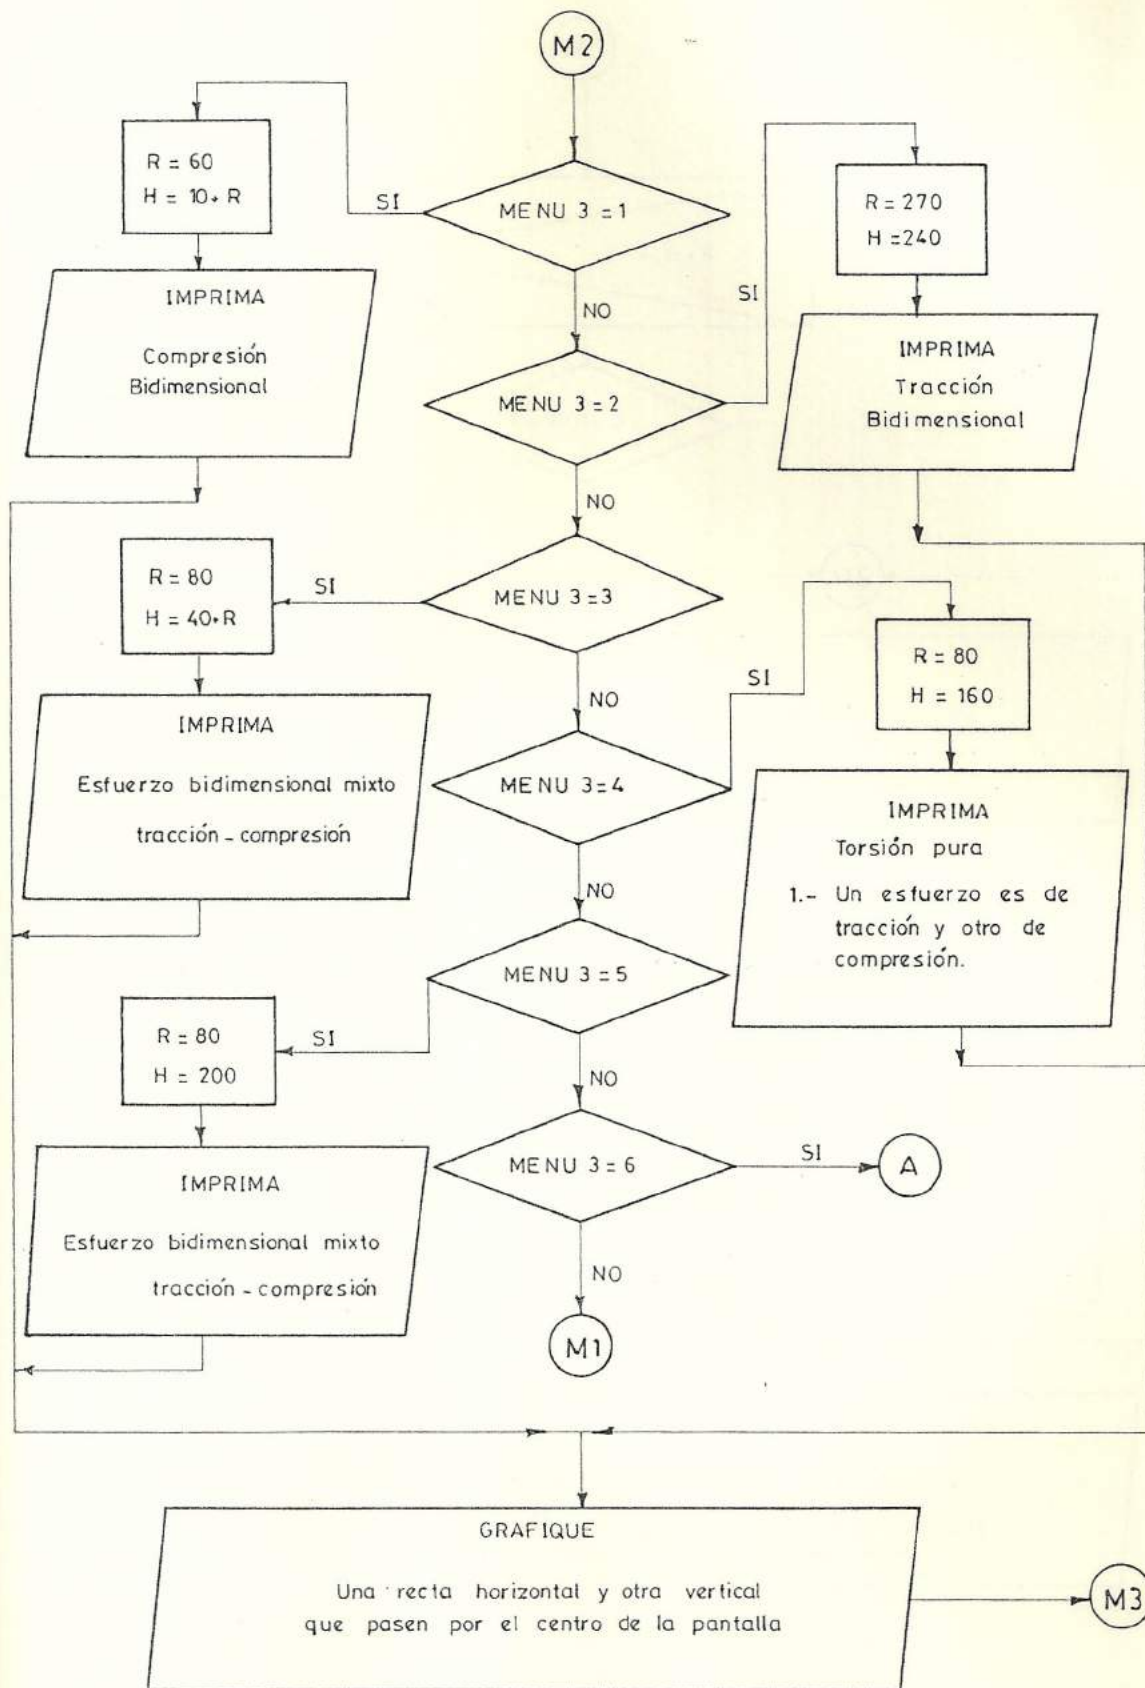 M2
R = 60
H = 10+R
SI
MENU 3 = 1
R = 270
H = 240
IMPRIMA
Compresión
Bidimensional
NO
SI
IMPRIMA
Tracción
Bidimensional
MENU 3 = 2
NO
R = 80
H = 40+R
SI
MENU 3 = 3
R = 80
H = 160
SI
NO
IMPRIMA
Esfuerzo bidimensional mixto
tracción - compresión
MENU 3 = 4
IMPRIMA
Torsión pura
1.- Un esfuerzo es de
tracción y otro de
compresión.
NO
MENU 3 = 5
R = 80
H = 200
SI
NO
MENU 3 = 6
SI
A
IMPRIMA
Esfuerzo bidimensional mixto
tracción - compresión
NO
M1
GRAFIQUE
Una recta horizontal y otra vertical
que pasen por el centro de la pantalla
M3